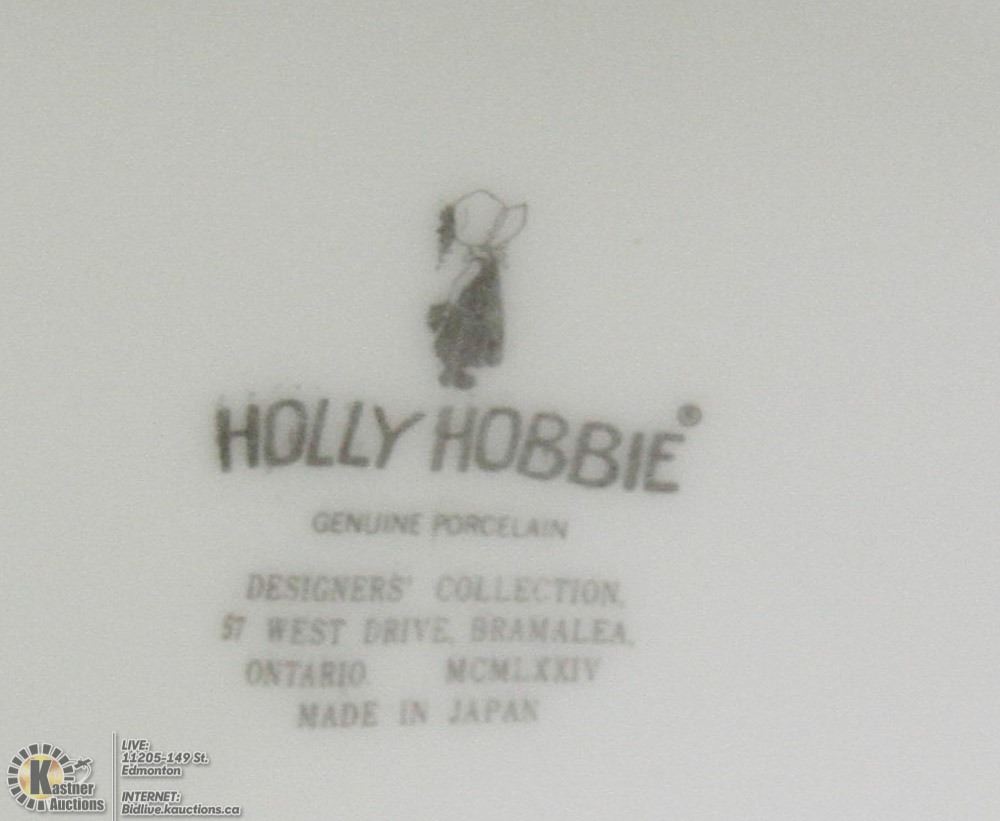 HOLLY HOBBIE®
GENUINE PORCELAIN
DESIGNERS' COLLECTION,
57 WEST DRIVE, BRAMALEA,
ONTARIO MCMLXXIV
MADE IN JAPAN
Kastner
Auctions
LIVE:
11205-149 St.
Edmonton
INTERNET:
Bidlive.kauctions.ca